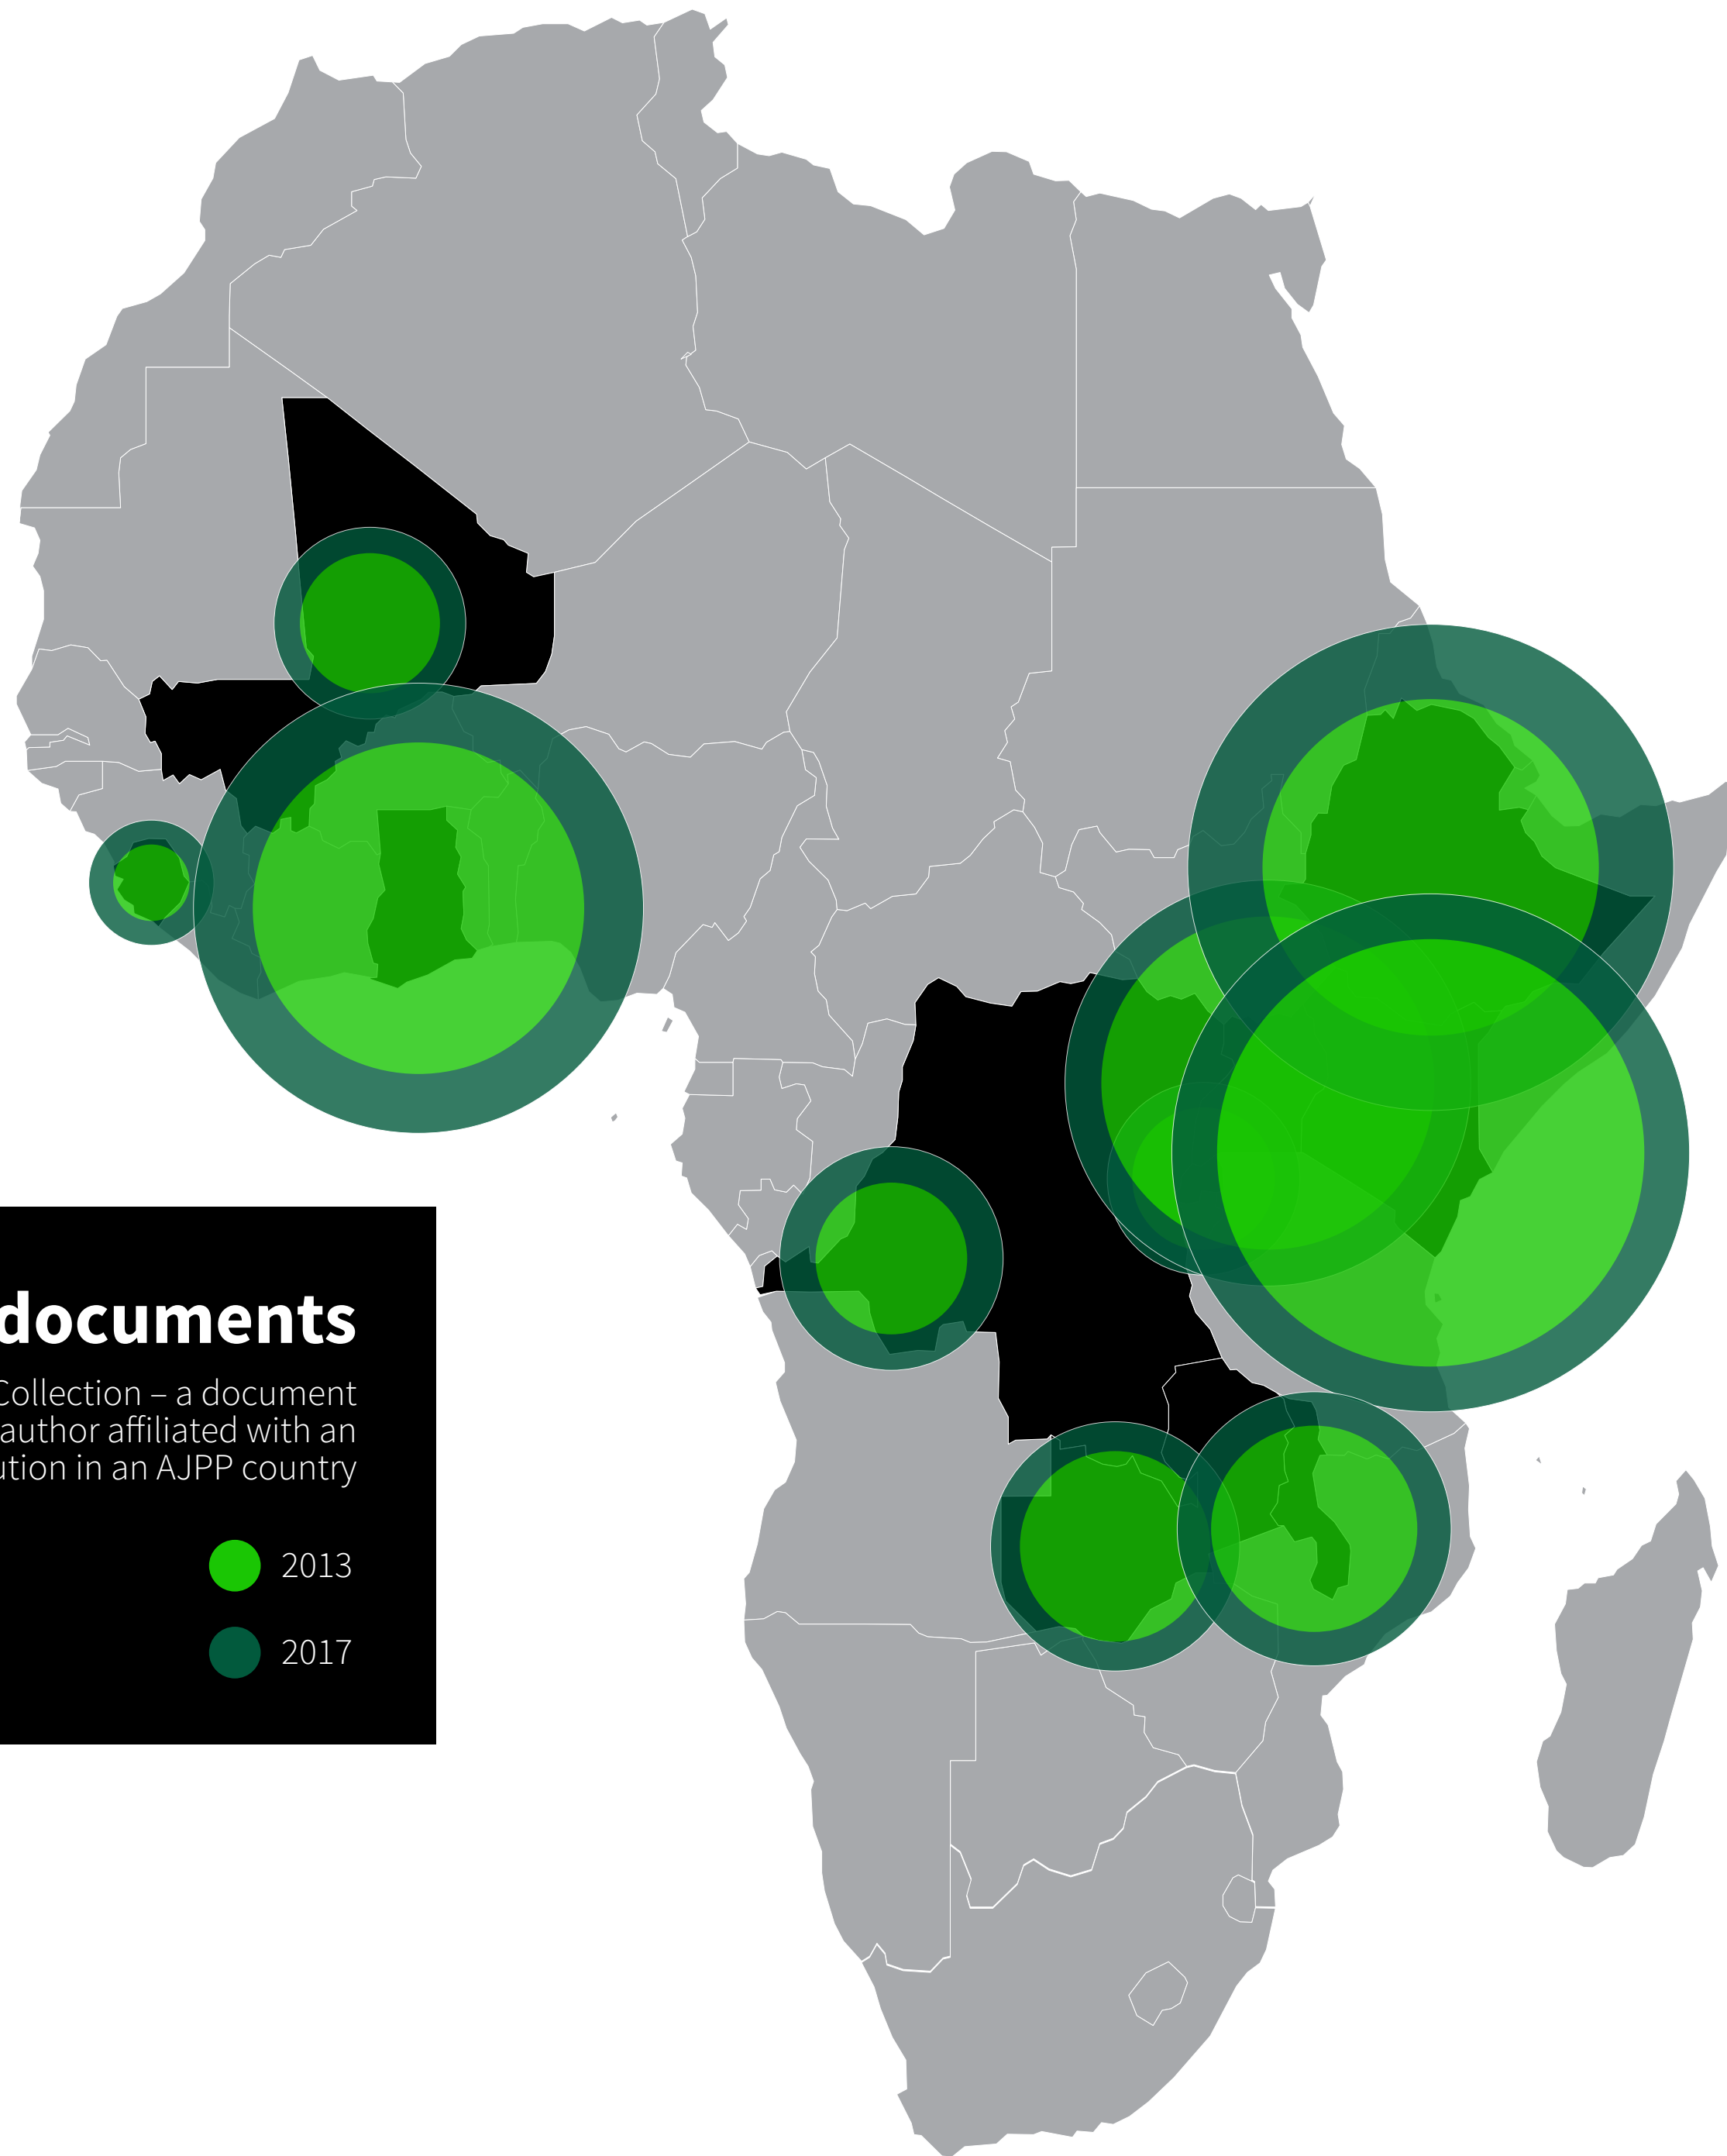 documents
Collection – a document
author affiliated with an
ution in an AJPP country
2013
2017